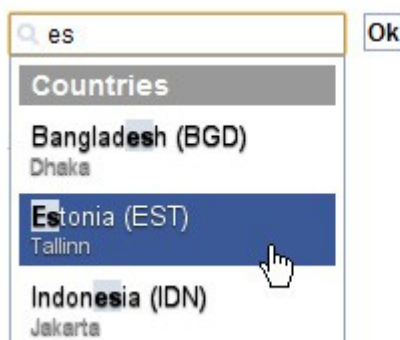 es
Ok
Countries
Bangladesh (BGD)
Dhaka
Estonia (EST)
Tallinn
Indonesia (IDN)
Jakarta